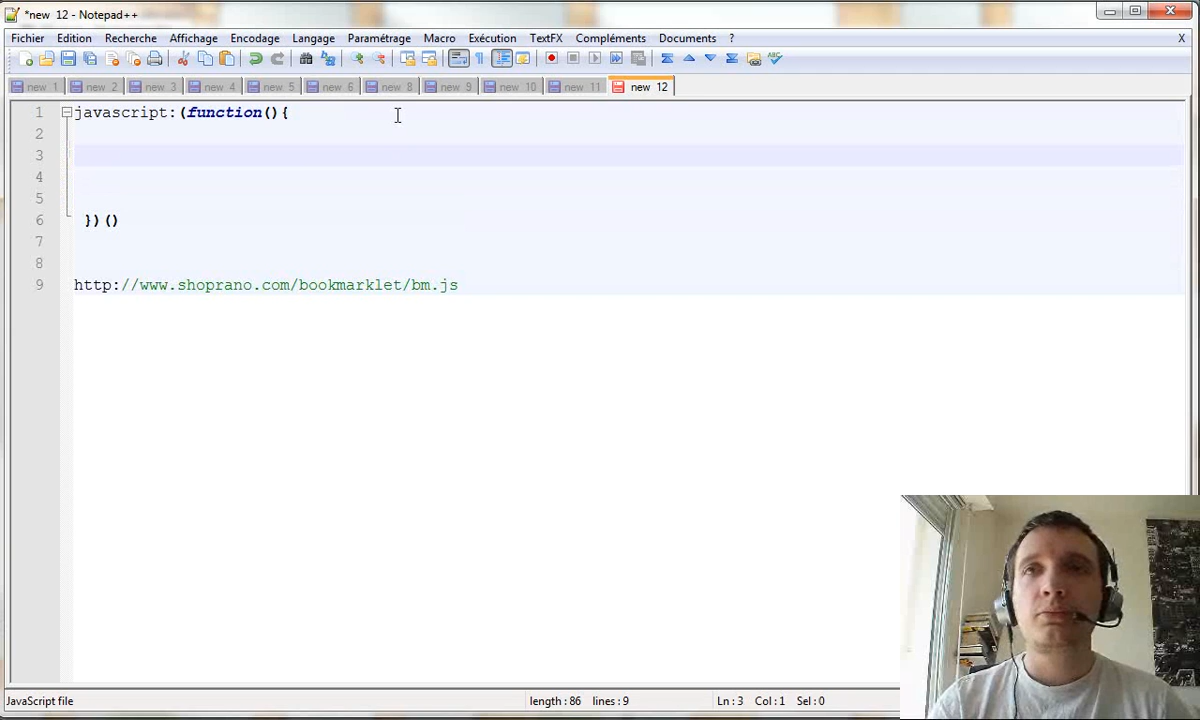 *new 12 - Notepad++
Fichier Edition Recherche Affichage Encodage Langage Paramétrage Macro Exécution TextFX Compléments Documents ? X
new 1 new 2 new 3 new 4 new 5 new 6 new 8 new 9 new 10 new 11 new 12
1 javascript:(function(){
2
3
4
5
6 })()
7
8
9 http://www.shoprano.com/bookmarklet/bm.js
JavaScript file length:86 lines:9 Ln:3 Col:1 Sel:0